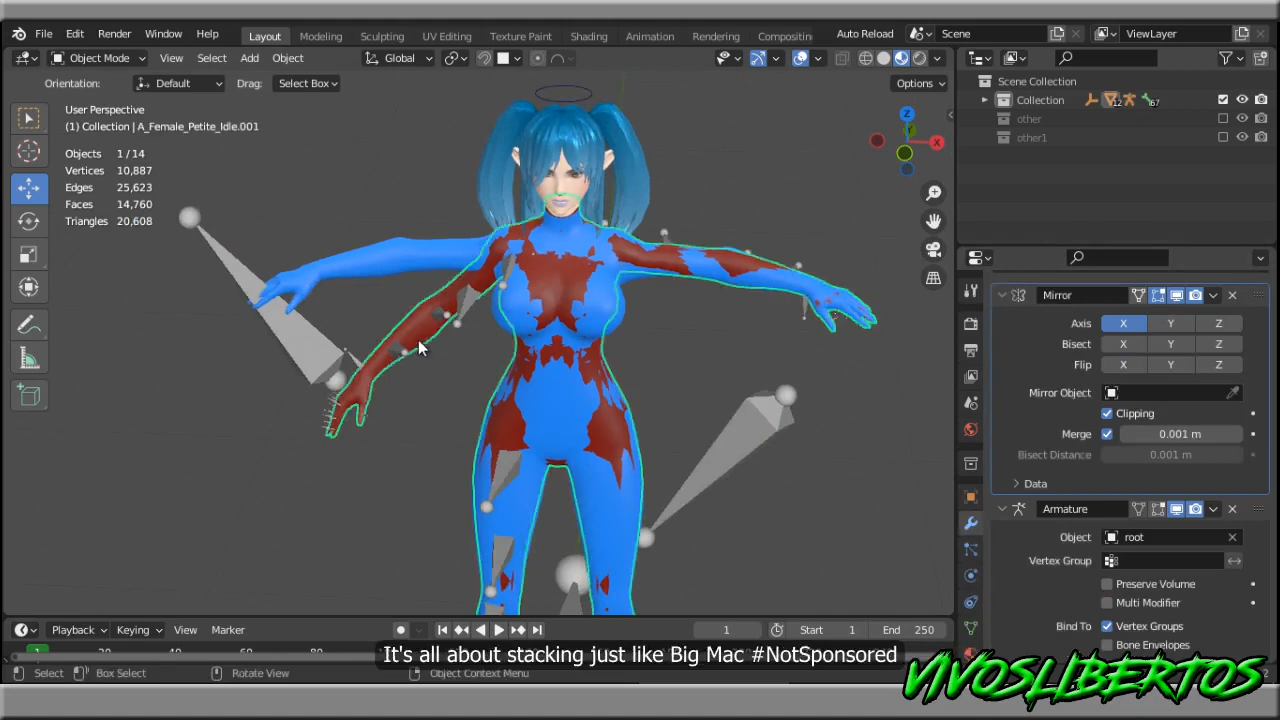 File Edit Render Window Help Layout Modeling Sculpting UV Editing Texture Paint Shading Animation Rendering Compositin Auto Reload Scene ViewLayer
Object Mode View Select Add Object Global
Orientation: Default Drag: Select Box Options
User Perspective
(1) Collection | A_Female_Petite_Idle.001
Objects 1 / 14
Vertices 10,887
Edges 25,623
Faces 14,760
Triangles 20,608
Z
X
Scene Collection
Collection 12 67
other
other1
Mirror
Axis X Y Z
Bisect X Y Z
Flip X Y Z
Mirror Object
Clipping
Merge 0.001 m
Bisect Distance 0.001 m
Data
Armature
Object root
Vertex Group
Preserve Volume
Multi Modifier
Bind To Vertex Groups
Bone Envelopes
Playback Keying View Marker 1 Start 1 End 250
It's all about stacking just like Big Mac #NotSponsored
Select Box Select Rotate View Object Context Menu
VIVOSLIBERTOS